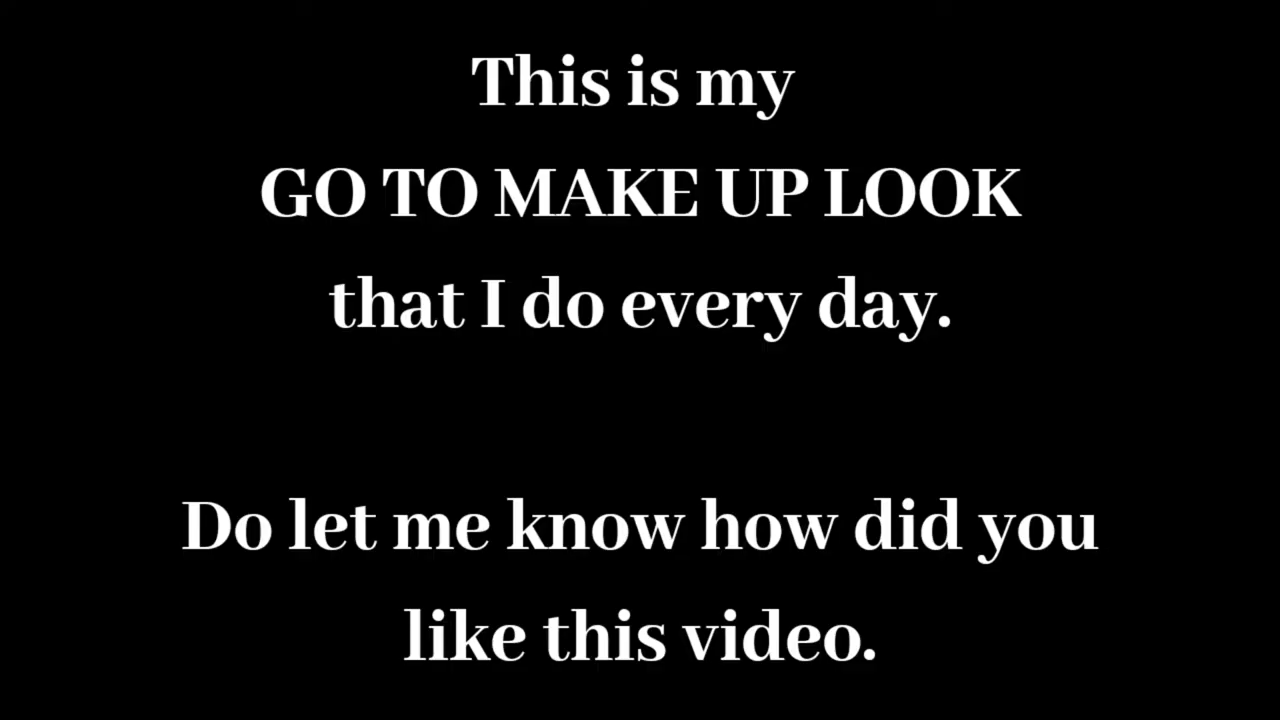 This is my
GO TO MAKE UP LOOK
that I do every day.
Do let me know how did you
like this video.